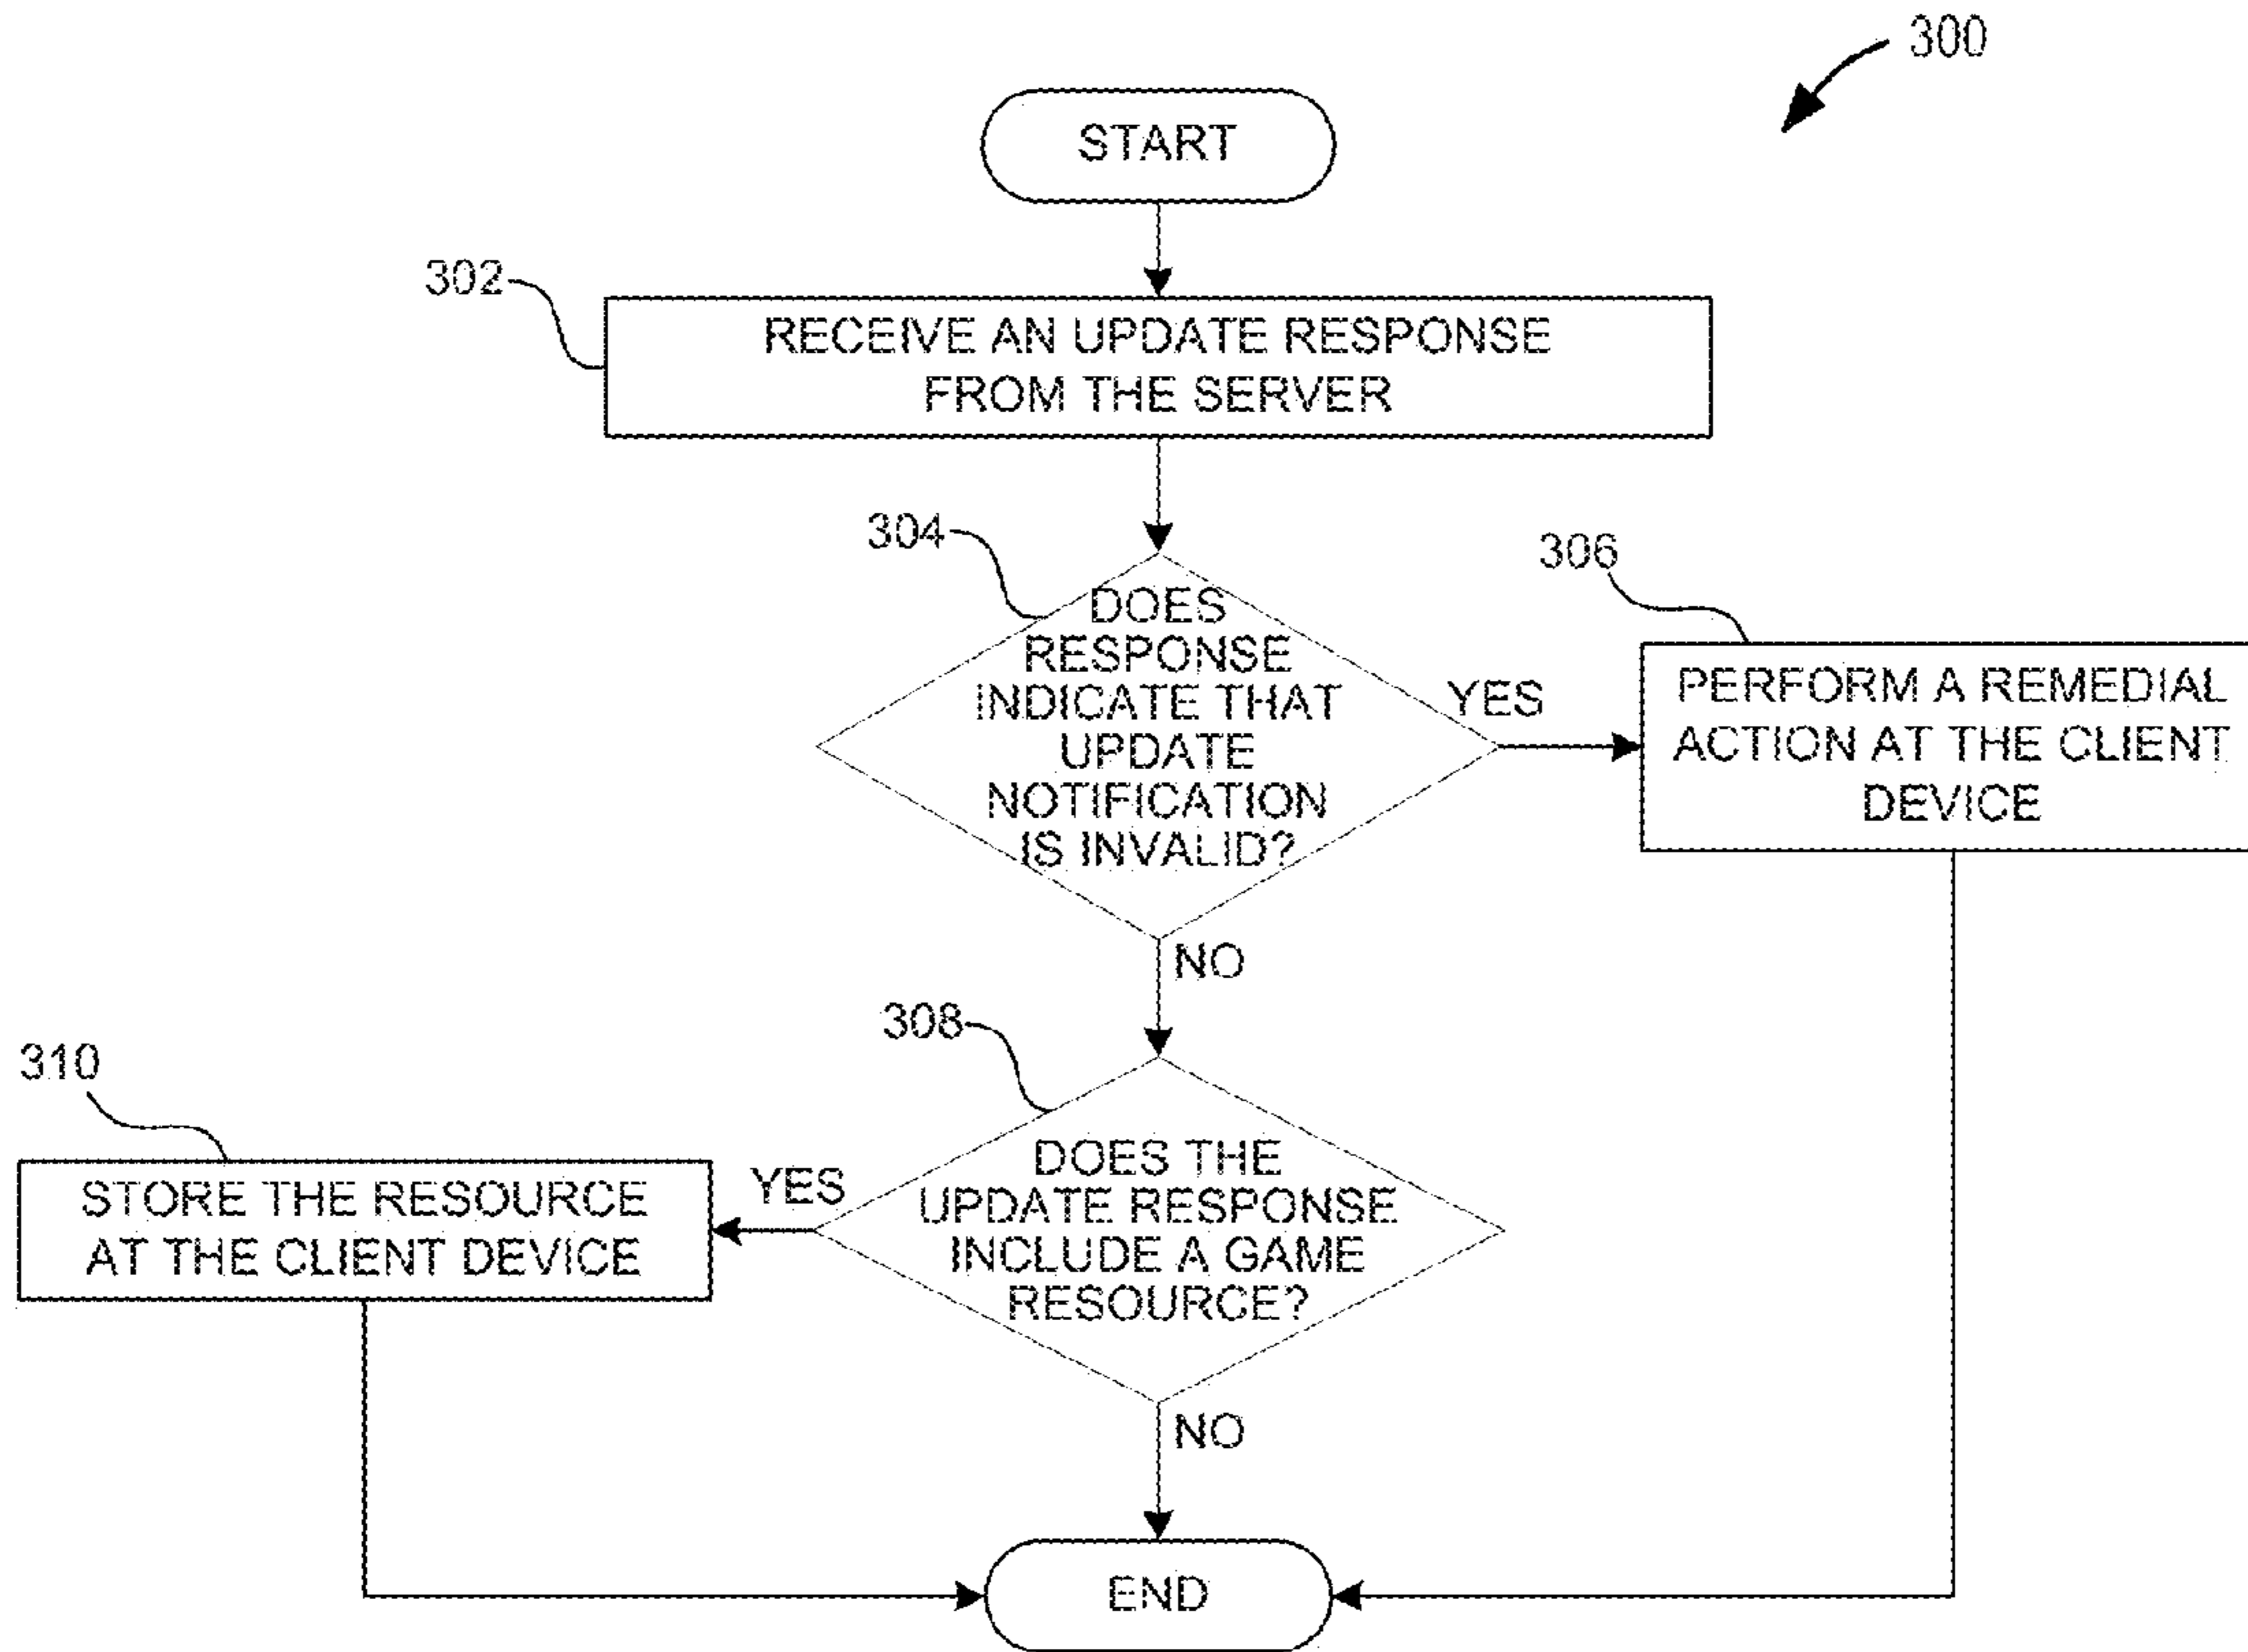 300
START
302
RECEIVE AN UPDATE RESPONSE
FROM THE SERVER
304
DOES
RESPONSE
INDICATE THAT
UPDATE
NOTIFICATION
IS INVALID?
YES
306
PERFORM A REMEDIAL
ACTION AT THE CLIENT
DEVICE
NO
308
DOES THE
UPDATE RESPONSE
INCLUDE A GAME
RESOURCE?
YES
310
STORE THE RESOURCE
AT THE CLIENT DEVICE
NO
END